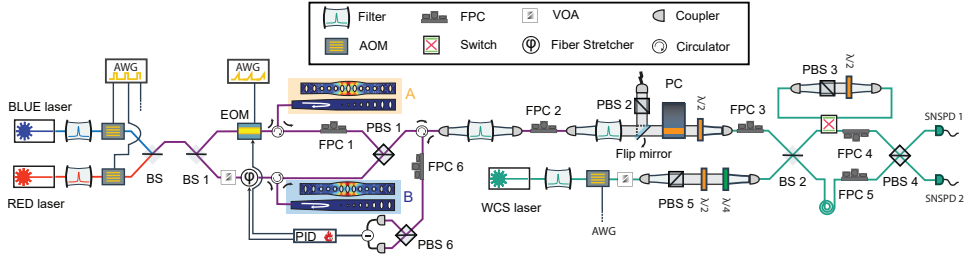 Filter
FPC
VOA
Coupler
AOM
Switch
φ
Fiber Stretcher
Circulator
AWG
AWG
A
BLUE laser
EOM
FPC 1
PBS 1
FPC 2
PBS 2
PC
λ/2
FPC 3
PBS 3
λ/2
SNSPD 1
Flip mirror
BS
BS 1
FPC 6
FPC 4
RED laser
φ
B
WCS laser
PBS 5
λ/2
λ/4
BS 2
FPC 5
PBS 4
SNSPD 2
AWG
PID
PBS 6